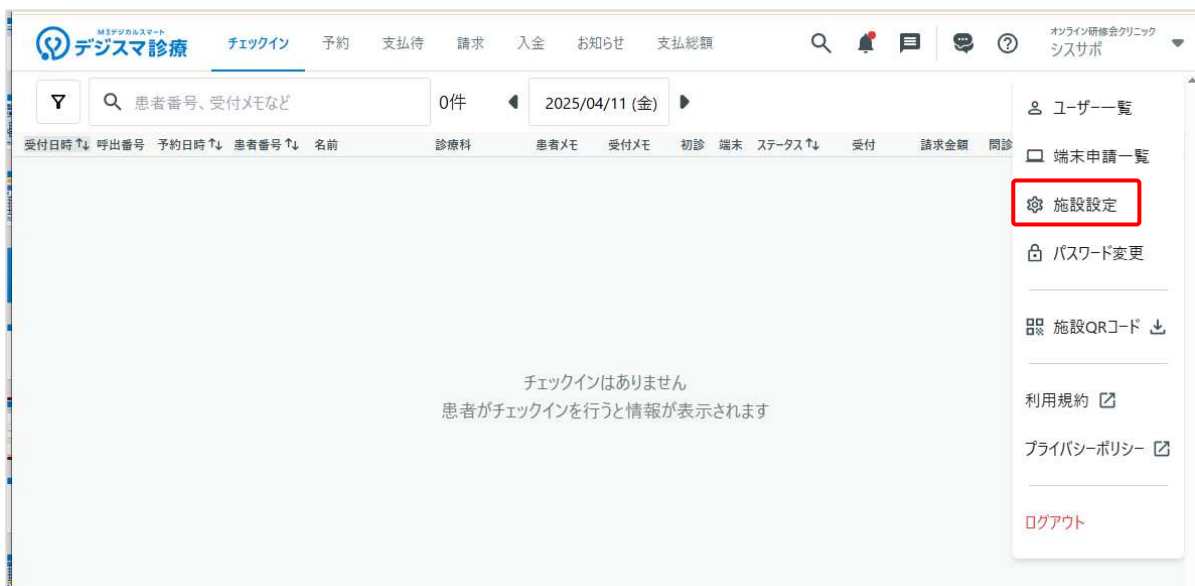 M3デジカルスマート
デジスマ診療
チェックイン 予約 支払待 請求 入金 お知らせ 支払総額
オンライン研修会クリニック
シスサポ
患者番号、受付メモなど 0件 2025/04/11 (金)
受付日時↑↓ 呼出番号 予約日時↑↓ 患者番号↑↓ 名前 診療科 患者メモ 受付メモ 初診 端末 ステータス↑↓ 受付 請求金額 問診
ユーザー一覧
端末申請一覧
施設設定
パスワード変更
施設QRコード
チェックインはありません
患者がチェックインを行うと情報が表示されます
利用規約
プライバシーポリシー
ログアウト